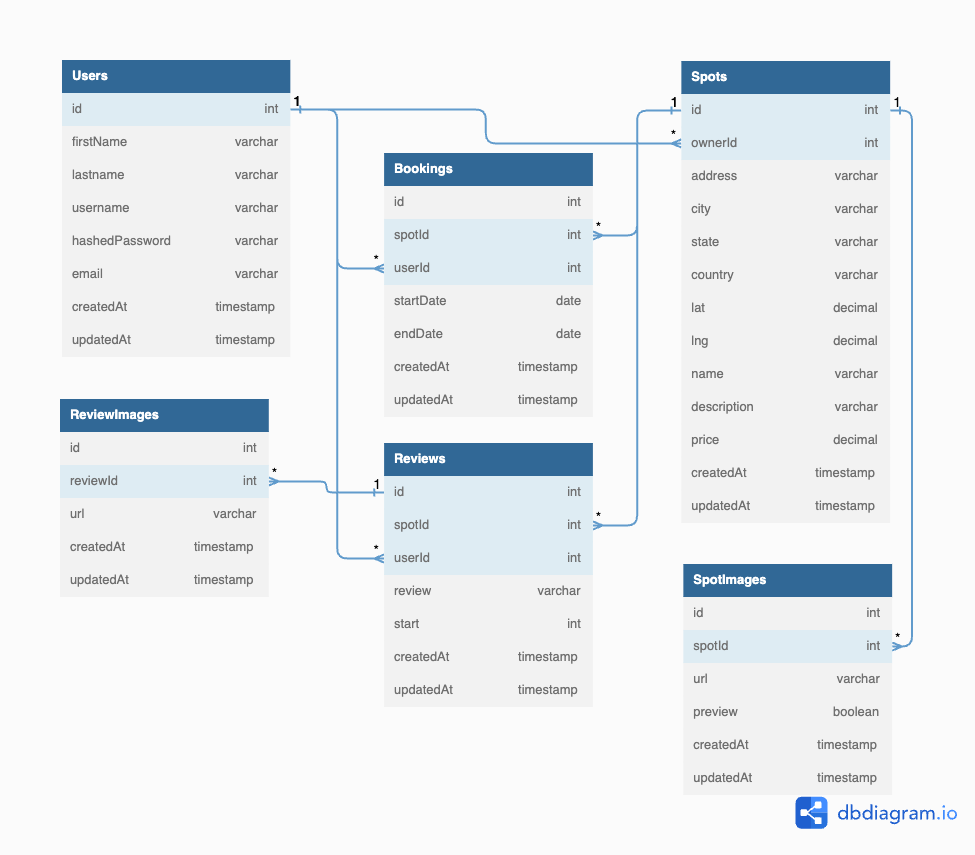 Users
id int
firstName varchar
lastname varchar
username varchar
hashedPassword varchar
email varchar
createdAt timestamp
updatedAt timestamp
1
*
*
Bookings
id int
spotId int
userId int
startDate date
endDate date
createdAt timestamp
updatedAt timestamp
*
1
*
Spots
id int
ownerId int
address varchar
city varchar
state varchar
country varchar
lat decimal
lng decimal
name varchar
description varchar
price decimal
createdAt timestamp
updatedAt timestamp
1
ReviewImages
id int
reviewId int
url varchar
createdAt timestamp
updatedAt timestamp
*
1
*
Reviews
id int
spotId int
userId int
review varchar
start int
createdAt timestamp
updatedAt timestamp
*
SpotImages
id int
spotId int
url varchar
preview boolean
createdAt timestamp
updatedAt timestamp
*
dbdiagram.io